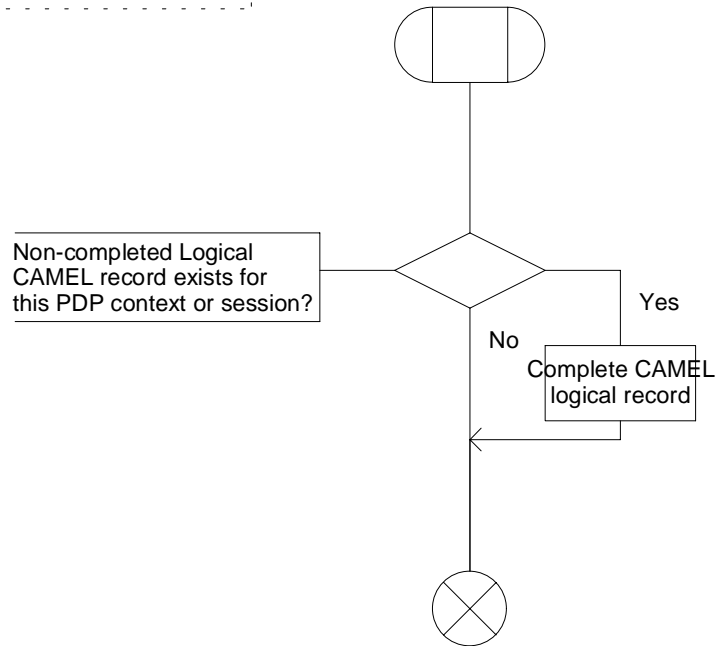 Non-completed Logical
CAMEL record exists for
this PDP context or session?
Yes
No
Complete CAMEL
logical record